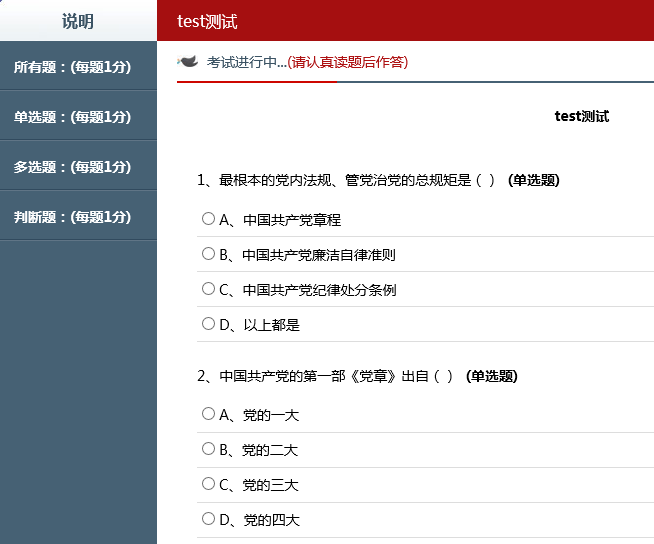 说明
所有题：(每题1分)
单选题：(每题1分)
多选题：(每题1分)
判断题：(每题1分)
test测试
考试进行中...(请认真读题后作答)
test测试
1、最根本的党内法规、管党治党的总规矩是（ ） (单选题)
A、中国共产党章程
B、中国共产党廉洁自律准则
C、中国共产党纪律处分条例
D、以上都是
2、中国共产党的第一部《党章》出自（ ） (单选题)
A、党的一大
B、党的二大
C、党的三大
D、党的四大